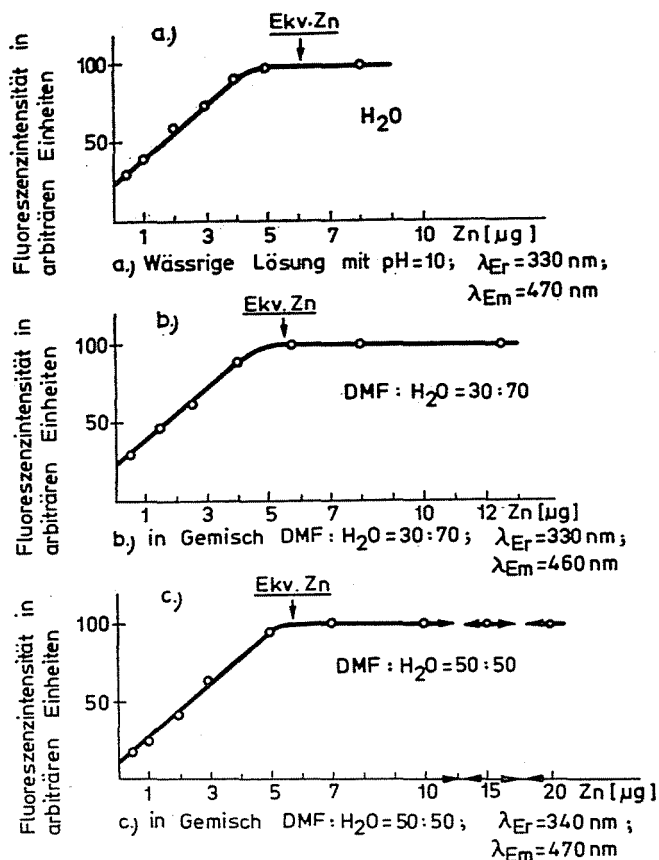 Fluoreszenzintensität in
arbiträren Einheiten
a.)
Ekv. Zn
100
50
H₂O
1 3 5 7 10 Zn [µg]
a.) Wässrige Lösung mit pH=10; λEr=330 nm;
λEm=470 nm
Fluoreszenzintensität in
arbiträren Einheiten
b.)
Ekv. Zn
100
50
DMF : H₂O = 30 : 70
1 3 5 7 10 12 Zn [µg]
b.) in Gemisch DMF : H₂O = 30 : 70; λEr=330 nm;
λEm=460 nm
Fluoreszenzintensität in
arbiträren Einheiten
c.)
Ekv. Zn
100
50
DMF : H₂O = 50 : 50
1 3 5 7 10 15 20 Zn [µg]
c.) in Gemisch DMF : H₂O = 50 : 50; λEr=340 nm;
λEm=470 nm